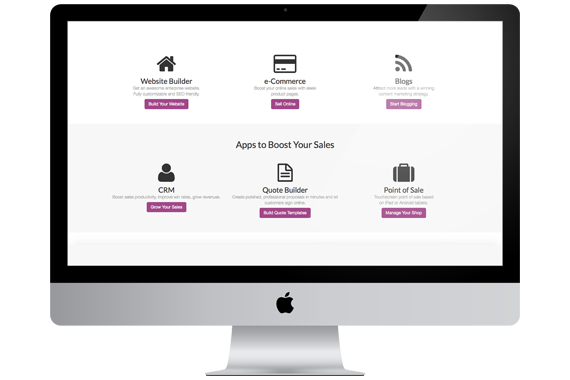 Website Builder
Get an awesome enterprise website.
Fully customizable and SEO friendly.
Build Your Website
e-Commerce
Boost your online sales with sleek
product pages.
Sell Online
Blogs
Attract more leads with a winning
content marketing strategy.
Start Blogging
Apps to Boost Your Sales
CRM
Boost sales productivity, improve win rates, grow revenues.
Grow Your Sales
Quote Builder
Create polished, professional proposals in minutes and let
customers sign online.
Build Quote Templates
Point of Sale
Touchscreen point of sale based
on iPad or Android tablets.
Manage Your Shop